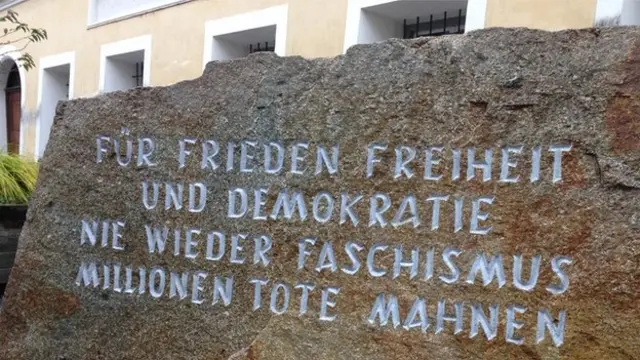 FÜR FRIEDEN FREIHEIT
UND DEMOKRATIE
NIE WIEDER FASCHISMUS
MILLIONEN TOTE MAHNEN